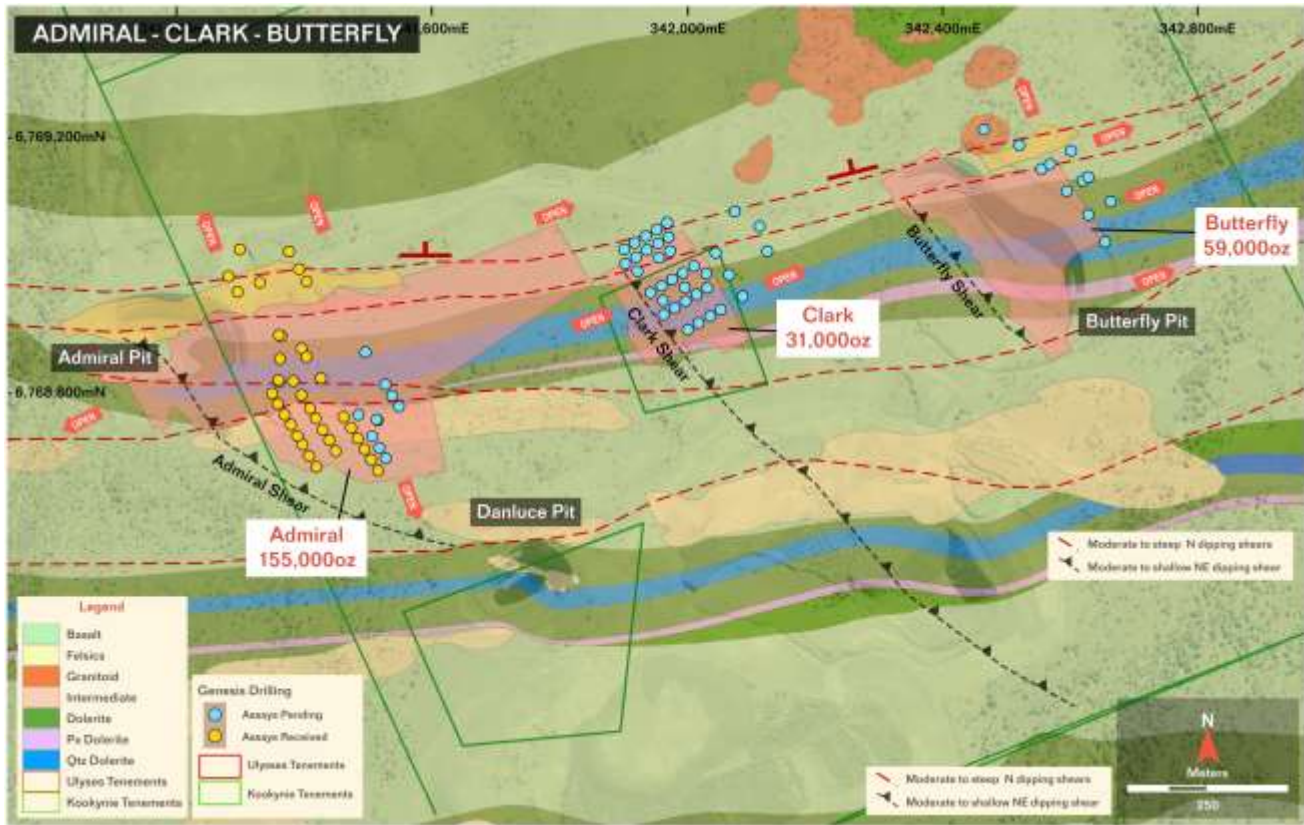 ADMIRAL - CLARK - BUTTERFLY
342,000mE
342,400mE
342,800mE
6,769,200mN
OPEN
OPEN
OPEN
OPEN
OPEN
OPEN
OPEN
OPEN
OPEN
OPEN
OPEN
OPEN
Butterfly
59,000oz
Butterfly Shear
Butterfly Pit
Clark
31,000oz
Clark Shear
Admiral Pit
6,768,800mN
Admiral Shear
Admiral
155,000oz
Danluce Pit
Moderate to steep N dipping shears
Moderate to shallow NE dipping shear
Legend
Basalt
Felsics
Granitoid
Intermediate
Dolerite
Px Dolerite
Qtz Dolerite
Ulyses Tenements
Kookynie Tenements
Genesis Drilling
Assays Pending
Assays Received
Ulysses Tenements
Kookynie Tenements
Moderate to steep N dipping shears
Moderate to shallow NE dipping shear
N
Meters
250